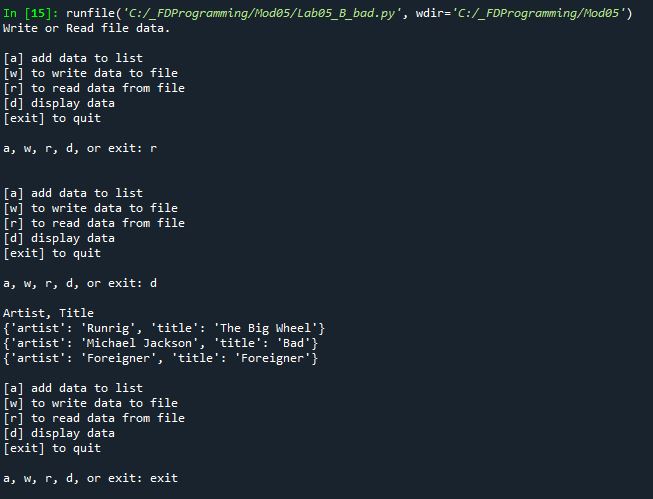 In [15]: runfile('C:/_FDProgramming/Mod05/Lab05_B_bad.py', wdir='C:/_FDProgramming/Mod05')
Write or Read file data.
[a] add data to list
[w] to write data to file
[r] to read data from file
[d] display data
[exit] to quit
a, w, r, d, or exit: r
[a] add data to list
[w] to write data to file
[r] to read data from file
[d] display data
[exit] to quit
a, w, r, d, or exit: d
Artist, Title
{'artist': 'Runrig', 'title': 'The Big Wheel'}
{'artist': 'Michael Jackson', 'title': 'Bad'}
{'artist': 'Foreigner', 'title': 'Foreigner'}
[a] add data to list
[w] to write data to file
[r] to read data from file
[d] display data
[exit] to quit
a, w, r, d, or exit: exit